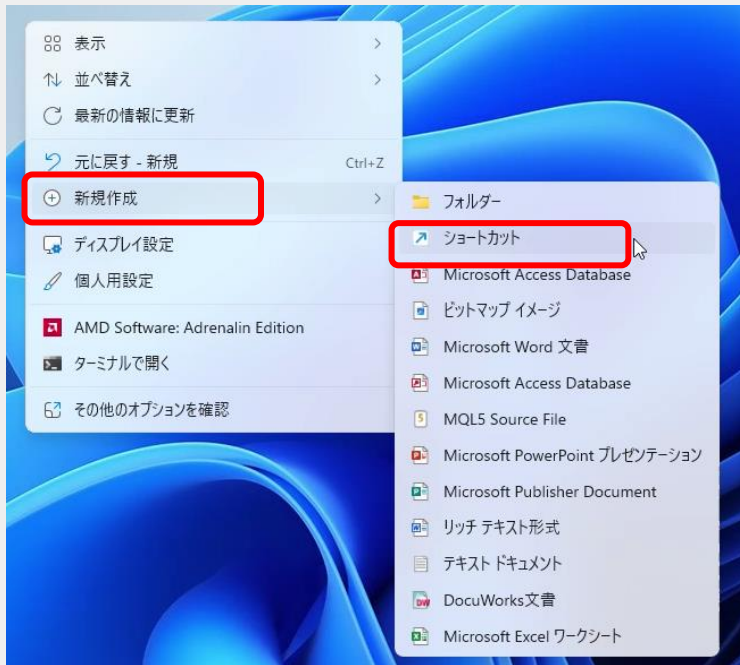 表示
並べ替え
最新の情報に更新
元に戻す - 新規 Ctrl+Z
新規作成
ディスプレイ設定
個人用設定
AMD Software: Adrenalin Edition
ターミナルで開く
その他のオプションを確認
フォルダー
ショートカット
Microsoft Access Database
ビットマップ イメージ
Microsoft Word 文書
Microsoft Access Database
MQL5 Source File
Microsoft PowerPoint プレゼンテーション
Microsoft Publisher Document
リッチ テキスト形式
テキスト ドキュメント
DocuWorks文書
Microsoft Excel ワークシート